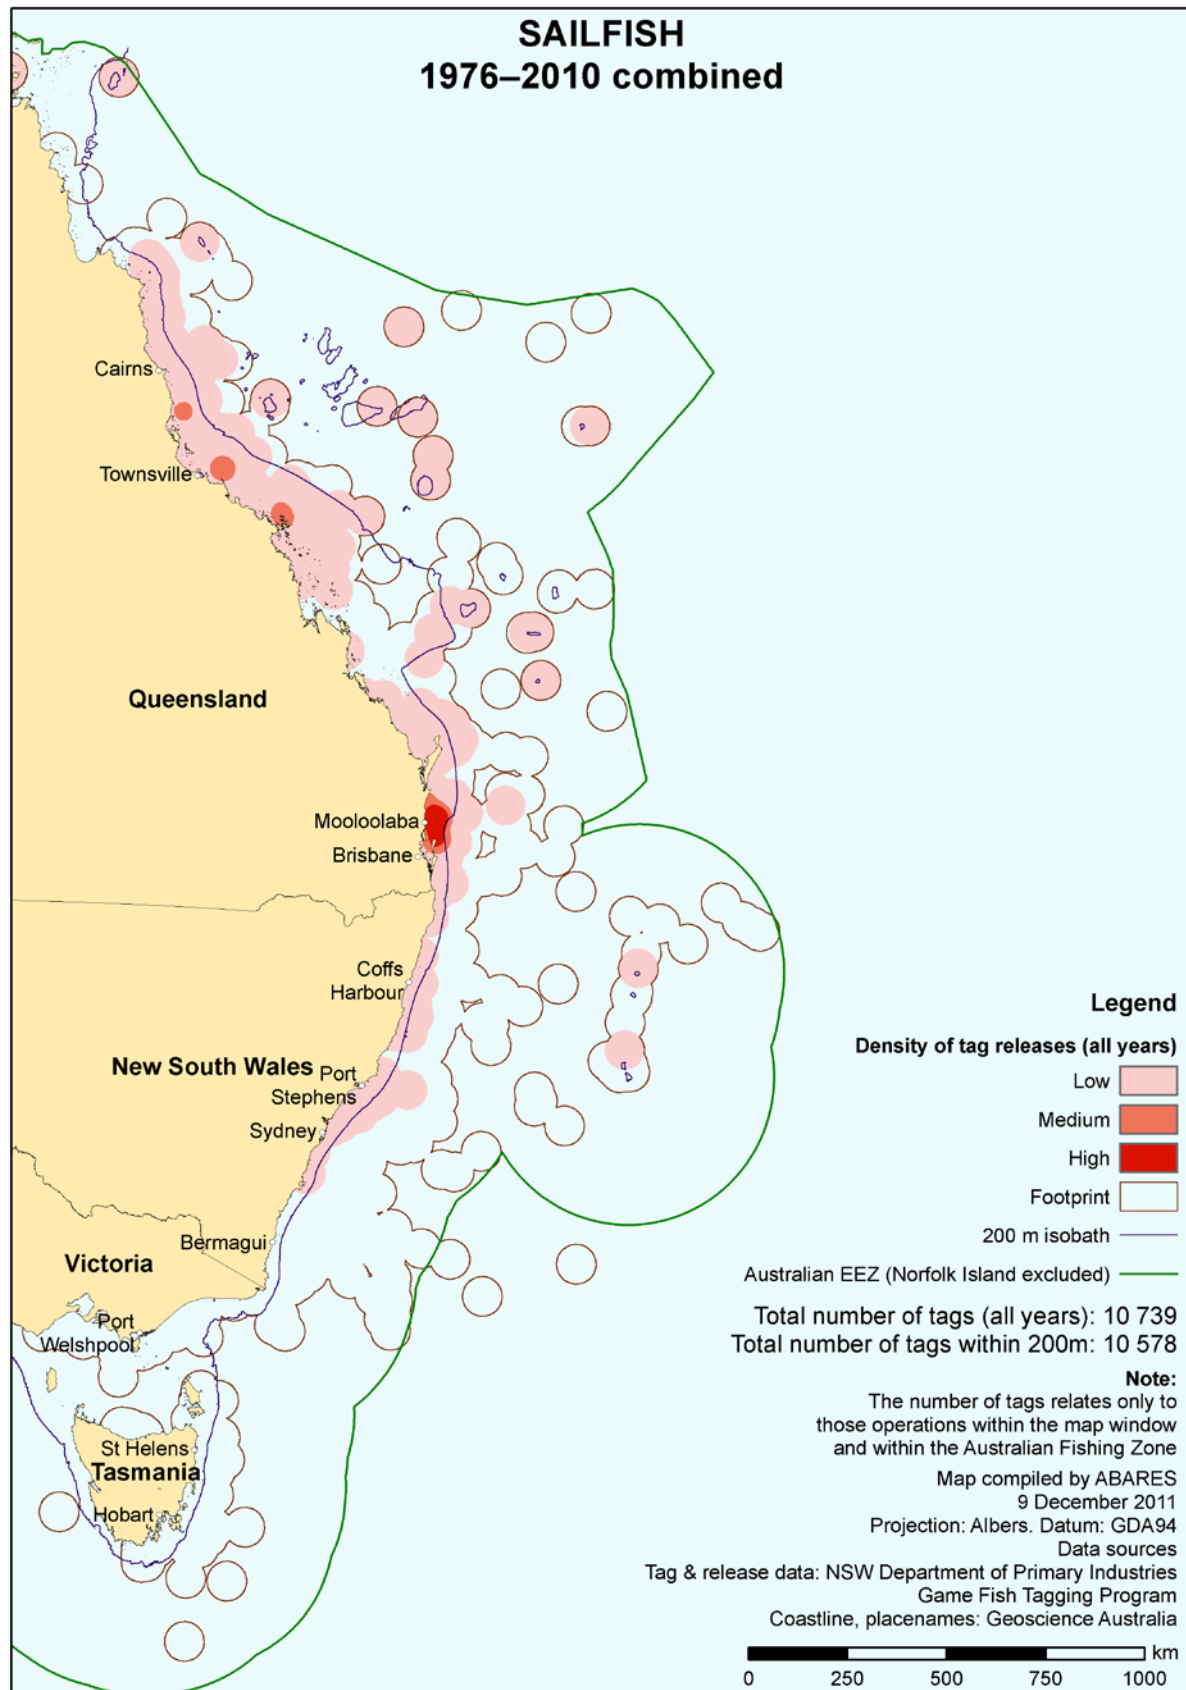 SAILFISH
1976–2010 combined
Cairns
Townsville
Queensland
Mooloolaba
Brisbane
Coffs
Harbour
New South Wales
Port
Stephens
Sydney
Bermagui
Victoria
Port
Welshpool
St Helens
Tasmania
Hobart
Legend
Density of tag releases (all years)
Low
Medium
High
Footprint
200 m isobath
Australian EEZ (Norfolk Island excluded)
Total number of tags (all years): 10 739
Total number of tags within 200m: 10 578
Note:
The number of tags relates only to
those operations within the map window
and within the Australian Fishing Zone
Map compiled by ABARES
9 December 2011
Projection: Albers. Datum: GDA94
Data sources
Tag & release data: NSW Department of Primary Industries
Game Fish Tagging Program
Coastline, placenames: Geoscience Australia
km
0 250 500 750 1000